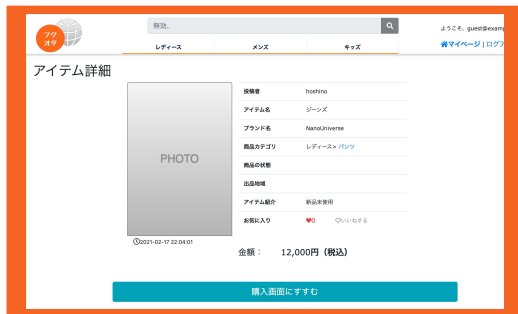 フク
オク
無効..
ようこそ、guest@examp
レディース メンズ キッズ
マイページ | ログア
アイテム詳細
PHOTO
投稿者 hoshino
アイテム名 ジーンズ
ブランド名 NanoUniverse
商品カテゴリ レディース> パンツ
商品の状態
出品地域
アイテム紹介 新品未使用
お気に入り 0 いいねする
2021-02-17 22:04:01
金額： 12,000円（税込）
購入画面にすすむ